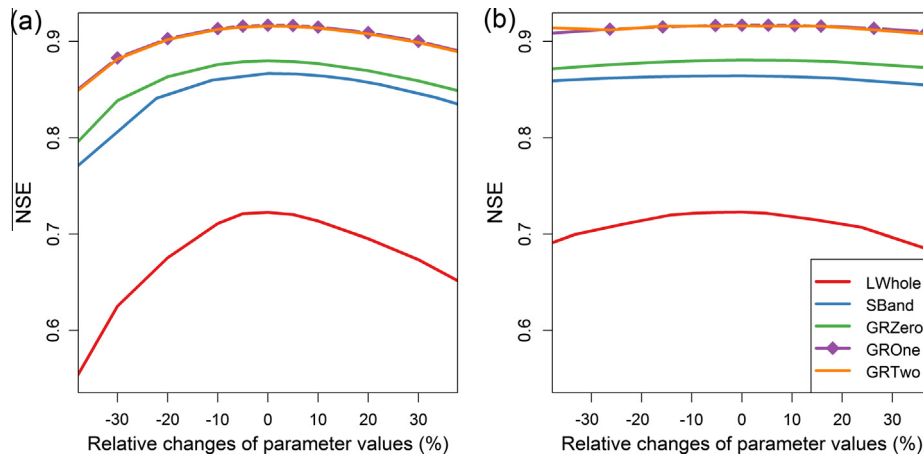 (a)
NSE
0.9
0.8
0.7
0.6
-30 -20 -10 0 10 20 30
Relative changes of parameter values (%)
(b)
NSE
0.9
0.8
0.7
0.6
-30 -20 -10 0 10 20 30
Relative changes of parameter values (%)
LWhole
SBand
GRZero
GROne
GRTwo